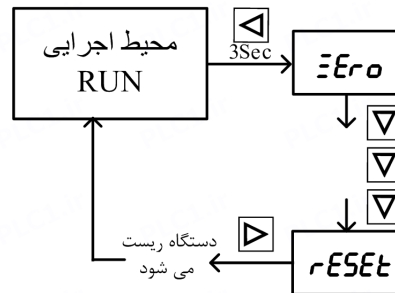 محیط اجرایی
RUN
3Sec
ZEro
دستگاه ریست
می شود
rESEt